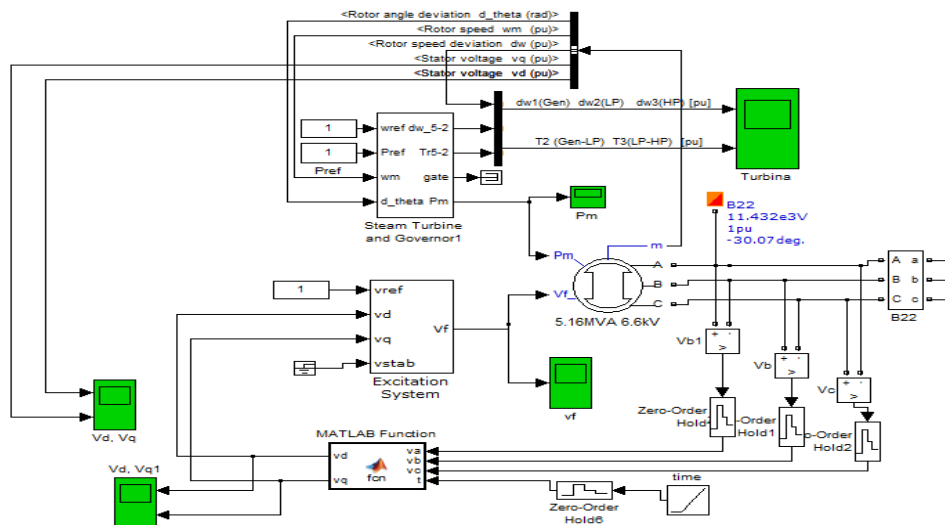 <Rotor angle deviation d_theta (rad)>
<Rotor speed wm (pu)>
<Rotor speed deviation dw (pu)>
<Stator voltage vq (pu)>
<Stator voltage vd (pu)>
dw1(Gen) dw2(LP) dw3(HP) [pu]
T2 (Gen-LP) T3(LP-HP) [pu]
Turbina
1
wref dw_5-2
1
Pref Tr5-2
Pref
wm gate
d_theta Pm
Steam Turbine
and Governor1
Pm
B22
11.432e3V
1pu
-30.07deg.
m
Pm
A
A a
B
B b
Vf_
C
C c
5.16MVA 6.6kV
B22
1
vref
vd
Vf
vq
vstab
Excitation
System
vf
Vb1
+ -
v
Vb
+ -
v
Vc
+ -
v
Vd, Vq
Zero-Order
Hold
-Order
Hold1
o-Order
Hold2
MATLAB Function
vd
va
vb
fcn
vc
vq
t
time
Zero-Order
Hold6
Vd, Vq1